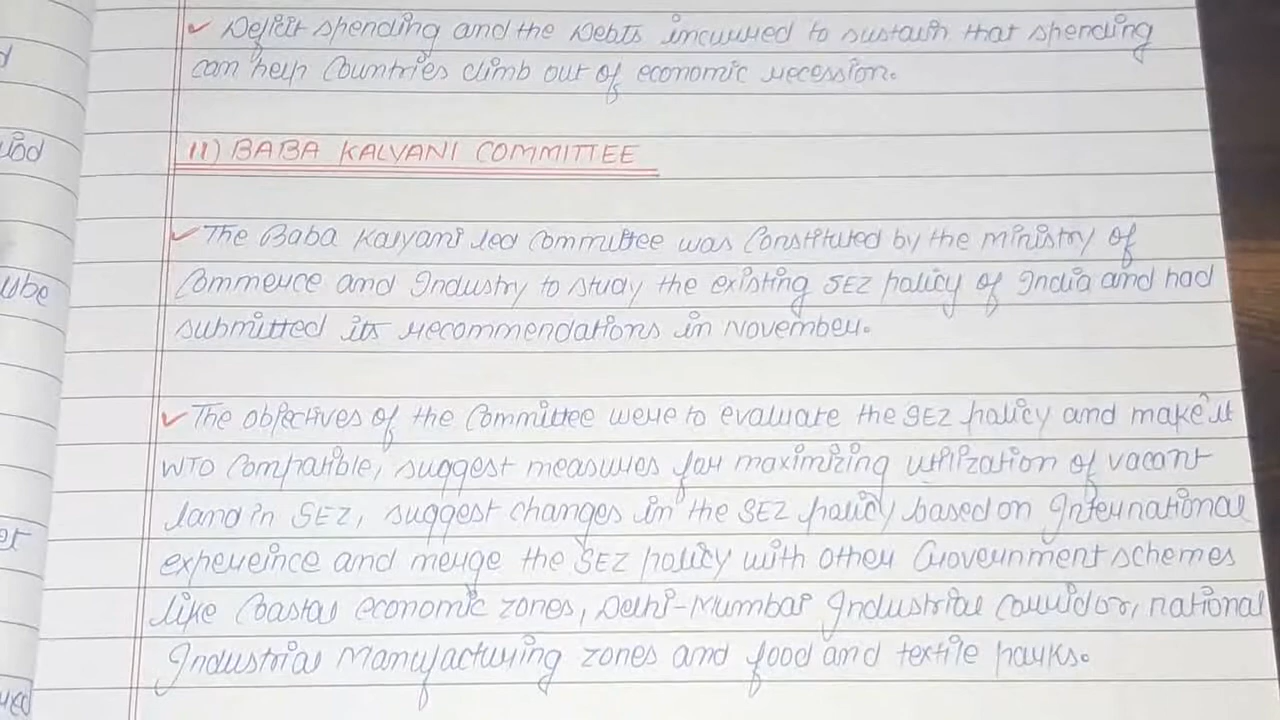 ✓ Deficit spending and the Debts incurred to sustain that spending
can help Countries climb out of economic recession.
11) BABA KALYANI COMMITTEE
✓ The Baba Kalyani led Committee was Constituted by the ministry of
Commerce and Industry to study the existing SEZ policy of India and had
submitted its recommendations in November.
✓ The objectives of the Committee were to evaluate the SEZ policy and make it
WTO Compatible, suggest measures for maximizing utilization of vacant
land in SEZ, suggest changes in the SEZ policy based on International
expereince and merge the SEZ policy with other Government schemes
like Coastal economic zones, Delhi-Mumbai Industrial Corridor, national
Industrial Manufacturing zones and food and textile parks.